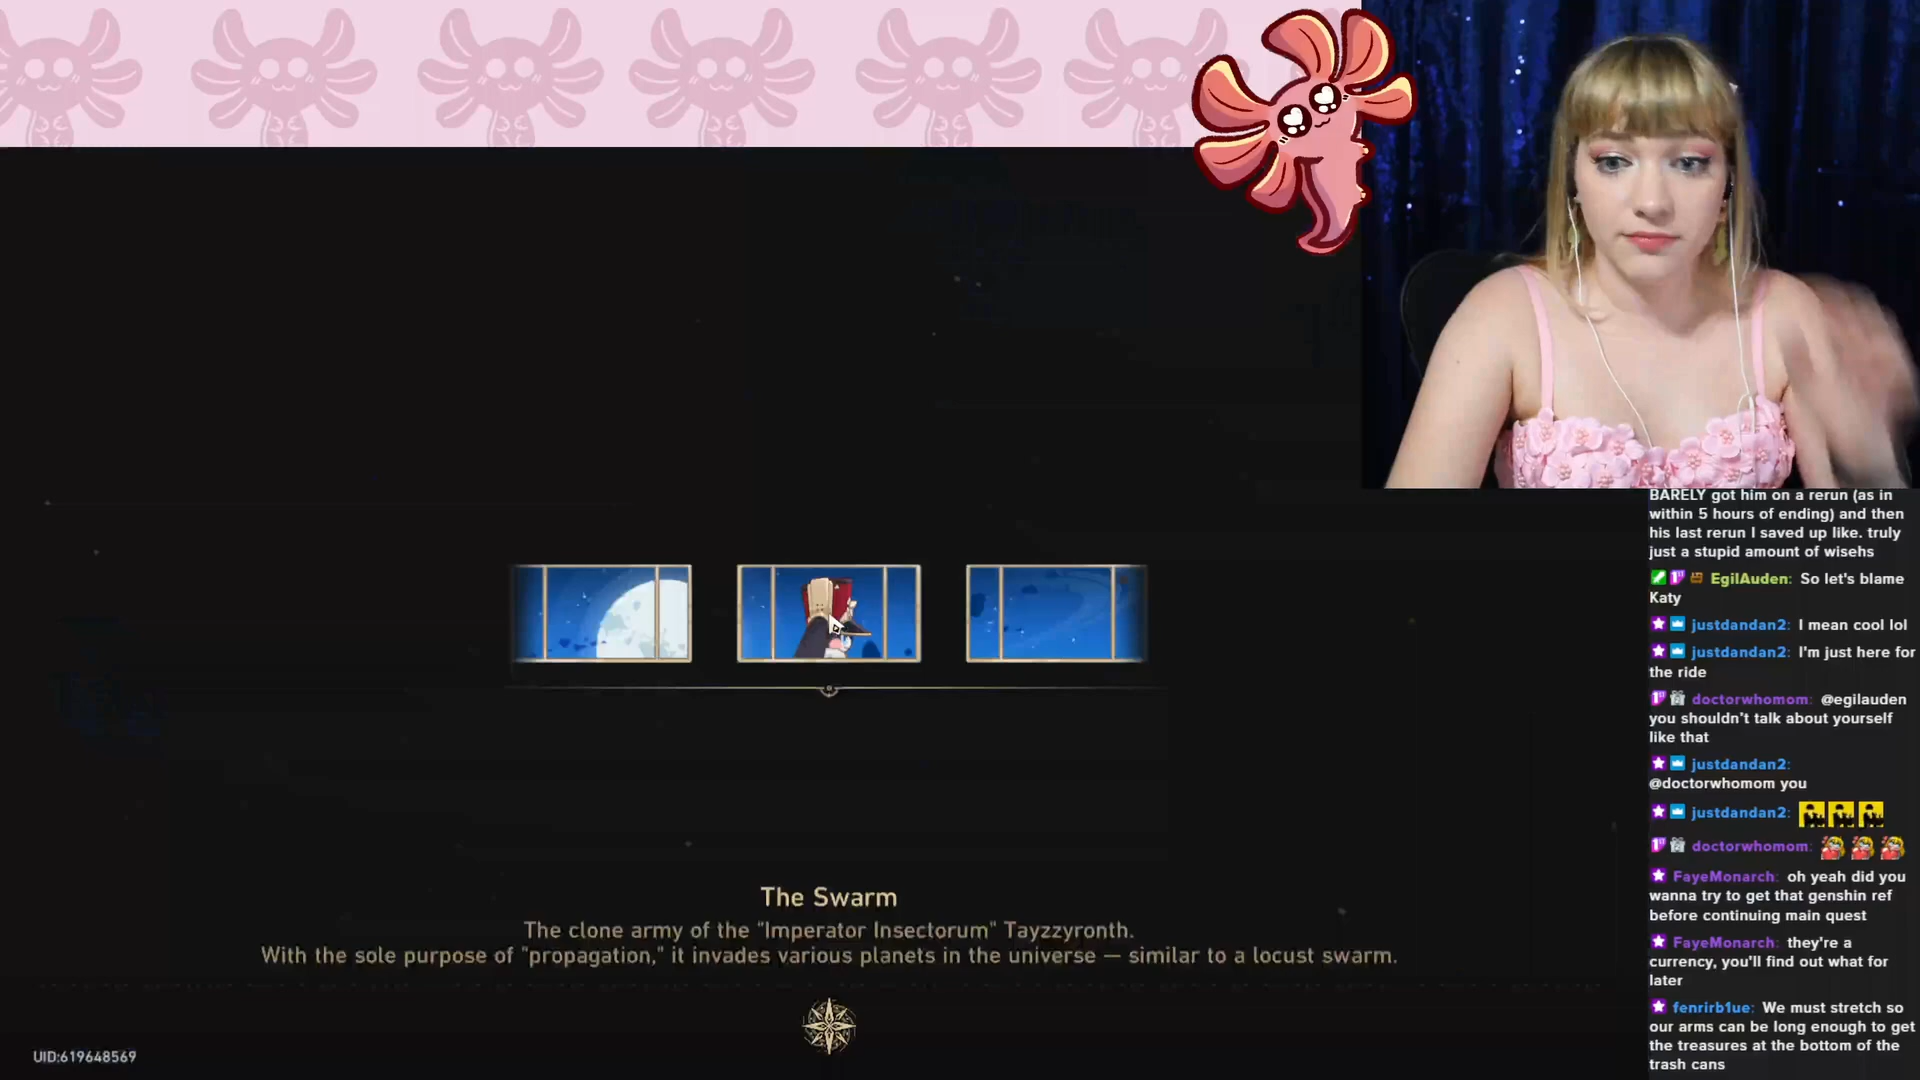 BARELY got him on a rerun (as in
within 5 hours of ending) and then
his last rerun I saved up like. truly
just a stupid amount of wisehs
EgilAuden: So let's blame
Katy
justdandan2: I mean cool lol
justdandan2: I'm just here for
the ride
doctorwhomom: @egilauden
you shouldn't talk about yourself
like that
justdandan2:
@doctorwhomom you
justdandan2:
doctorwhomom:
FayeMonarch: oh yeah did you
wanna try to get that genshin ref
before continuing main quest
FayeMonarch: they're a
currency, you'll find out what for
later
fenrirb1ue: We must stretch so
our arms can be long enough to get
the treasures at the bottom of the
trash cans
The Swarm
The clone army of the "Imperator Insectorum" Tayzzyronth.
With the sole purpose of "propagation," it invades various planets in the universe — similar to a locust swarm.
UID:619648569